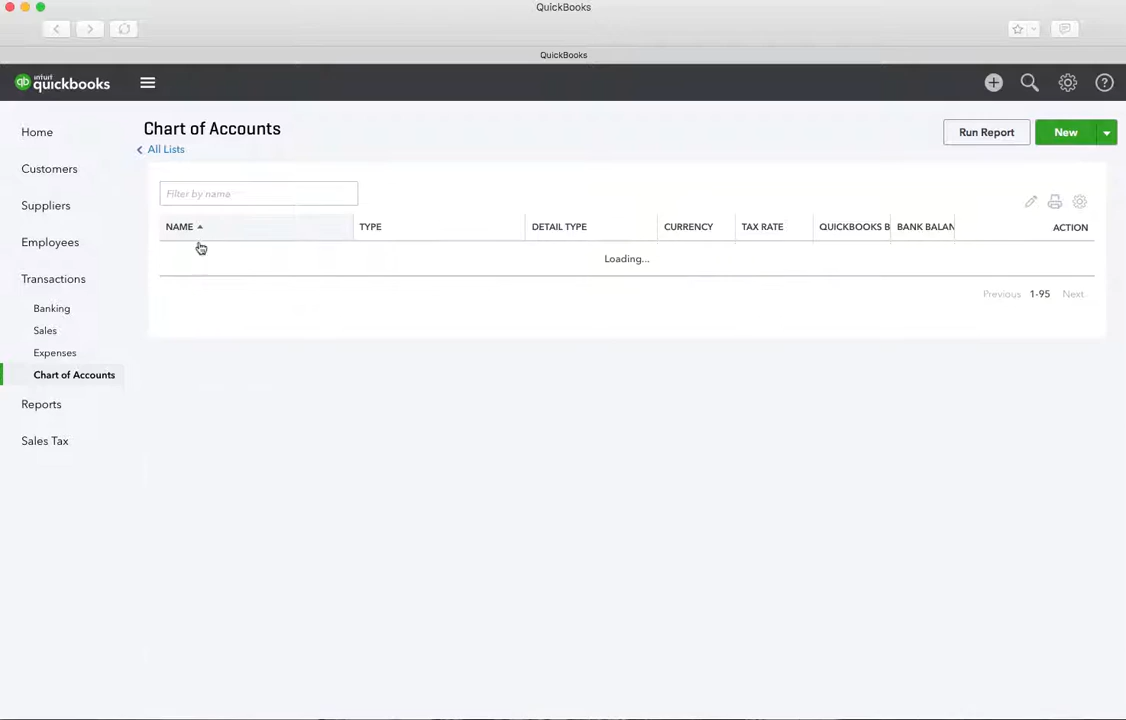 QuickBooks
QuickBooks
intuit
quickbooks
Home
Customers
Suppliers
Employees
Transactions
Banking
Sales
Expenses
Chart of Accounts
Reports
Sales Tax
Chart of Accounts
All Lists
Run Report
New
Filter by name
NAME TYPE DETAIL TYPE CURRENCY TAX RATE QUICKBOOKS B BANK BALAN ACTION
Loading...
Previous 1-95 Next